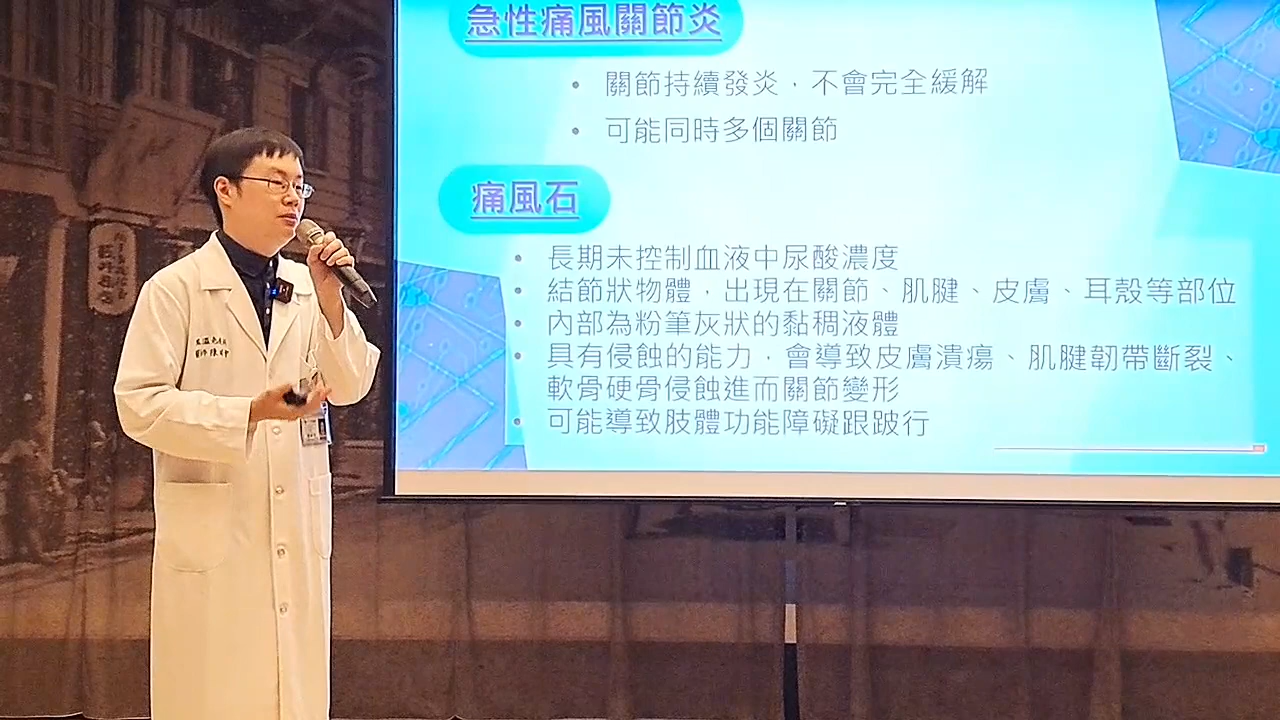 急性痛風關節炎
• 關節持續發炎，不會完全緩解
• 可能同時多個關節
痛風石
• 長期未控制血液中尿酸濃度
• 結節狀物體，出現在關節、肌腱、皮膚、耳殼等部位
• 內部為粉筆灰狀的黏稠液體
• 具有侵蝕的能力，會導致皮膚潰瘍、肌腱韌帶斷裂、
軟骨硬骨侵蝕進而關節變形
• 可能導致肢體功能障礙跟跛行